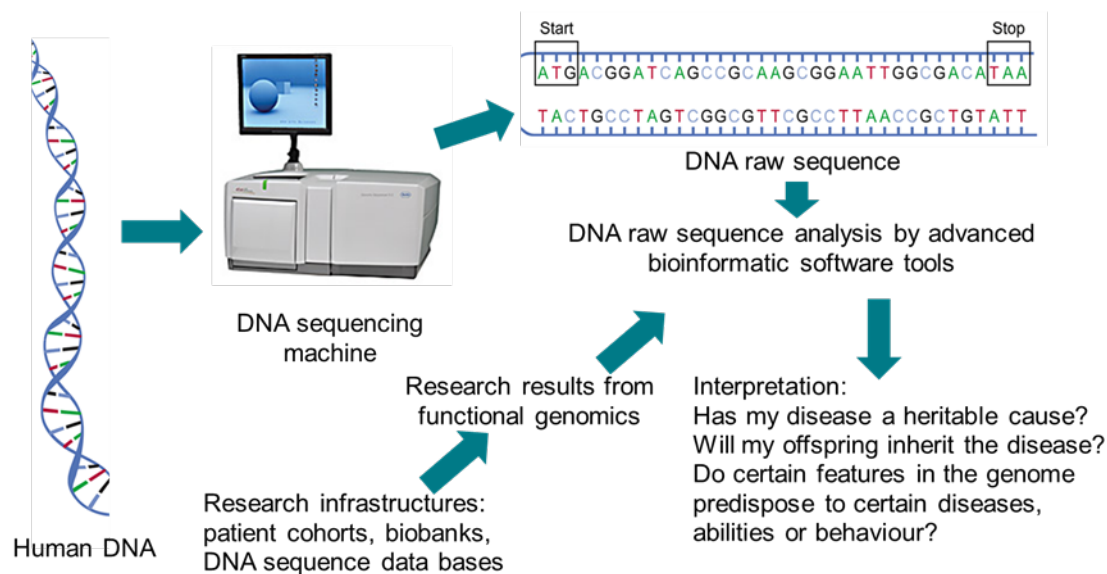 Start
Stop
ATGACGGATCAGCCGCAAGCGGAATTGGCGACATAA
TACTGCCTAGTCGGCGTTCGCCTTAACCGCTGTATT
DNA raw sequence
DNA raw sequence analysis by advanced
bioinformatic software tools
DNA sequencing
machine
Research results from
functional genomics
Interpretation:
Has my disease a heritable cause?
Will my offspring inherit the disease?
Do certain features in the genome
predispose to certain diseases,
abilities or behaviour?
Research infrastructures:
patient cohorts, biobanks,
DNA sequence data bases
Human DNA